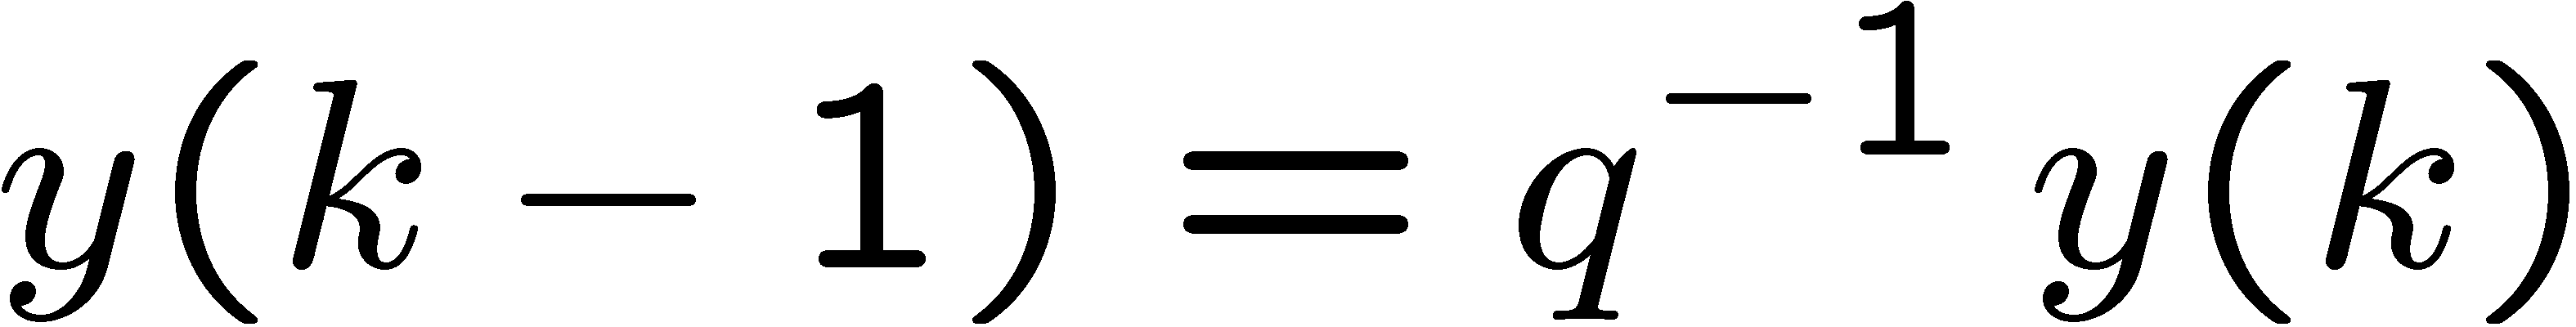 y(k − 1) = q⁻¹ y(k)